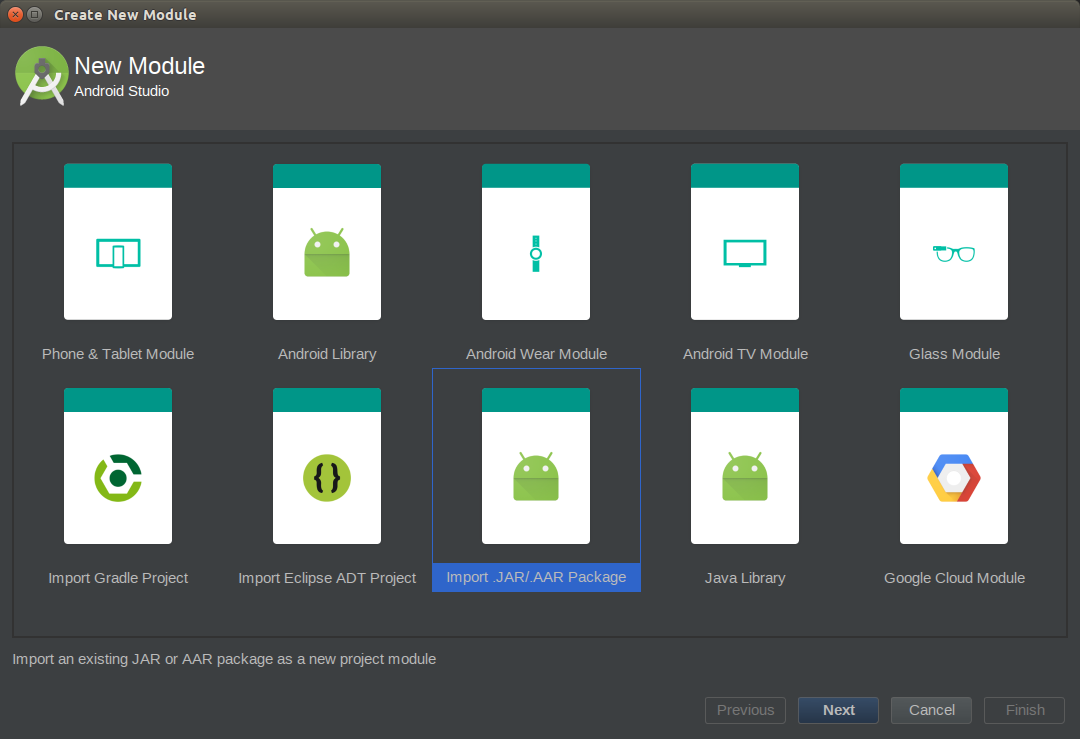 Create New Module
New Module
Android Studio
Phone & Tablet Module
Android Library
Android Wear Module
Android TV Module
Glass Module
Import Gradle Project
Import Eclipse ADT Project
Import .JAR/.AAR Package
Java Library
Google Cloud Module
Import an existing JAR or AAR package as a new project module
Previous
Next
Cancel
Finish